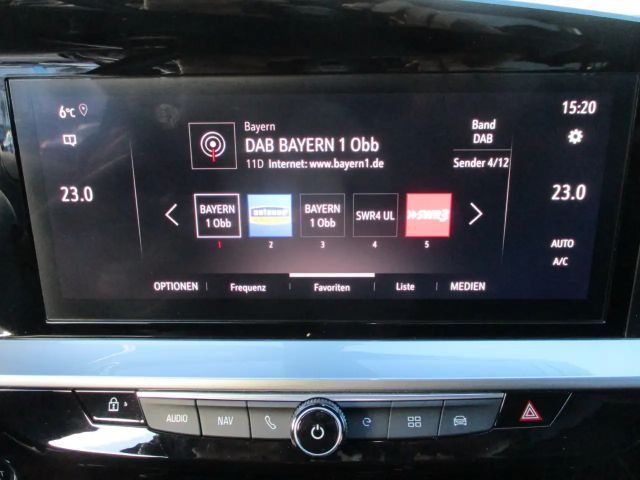 6°C
15:20
Bayern
DAB BAYERN 1 Obb
11D Internet: www.bayern1.de
Band
DAB
Sender 4/12
23.0
23.0
BAYERN
1 Obb
antenne
BAYERN
1 Obb
SWR4 UL
SWR3
1 2 3 4 5
AUTO
A/C
OPTIONEN Frequenz Favoriten Liste MEDIEN
AUDIO NAV